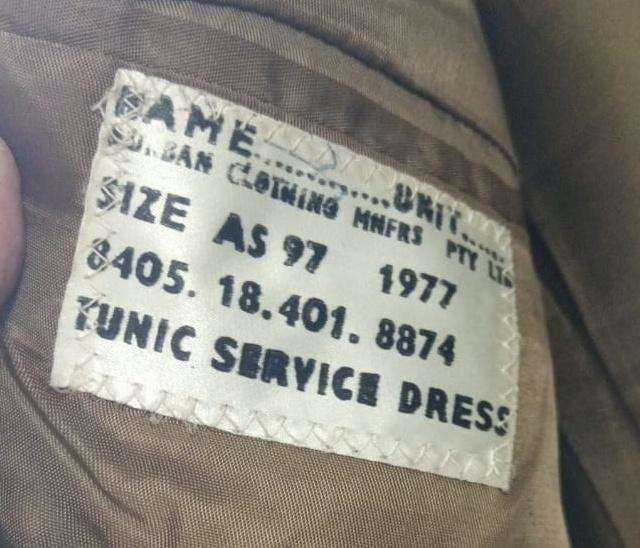 NAME..................UNIT......
DURBAN CLOTHING MNFRS PTY LTD
SIZE AS 97 1977
8405. 18.401. 8874
TUNIC SERVICE DRESS